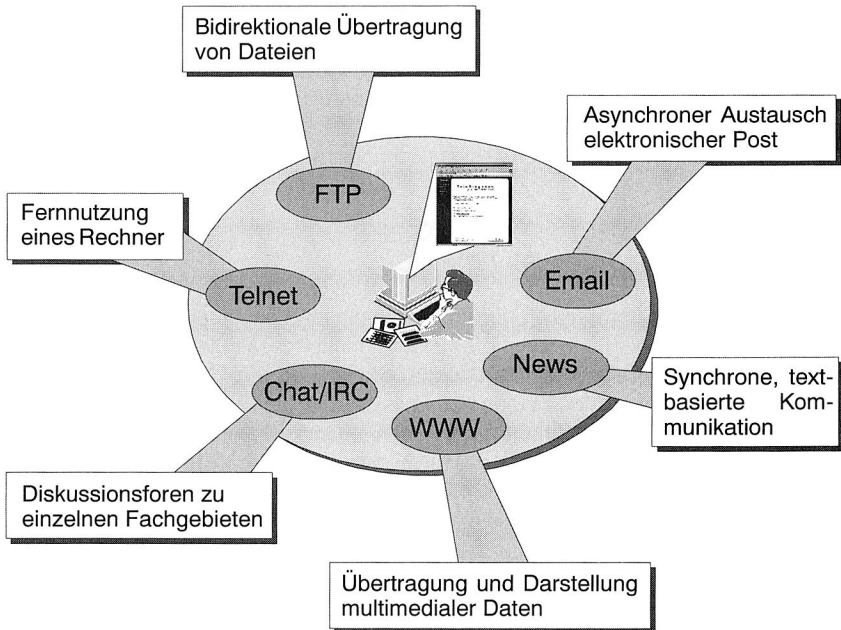 Bidirektionale Übertragung
von Dateien
Asynchroner Austausch
elektronischer Post
FTP
Fernnutzung
eines Rechner
Telnet
Email
News
Synchrone, text-
basierte Kom-
munikation
Chat/IRC
WWW
Diskussionsforen zu
einzelnen Fachgebieten
Übertragung und Darstellung
multimedialer Daten